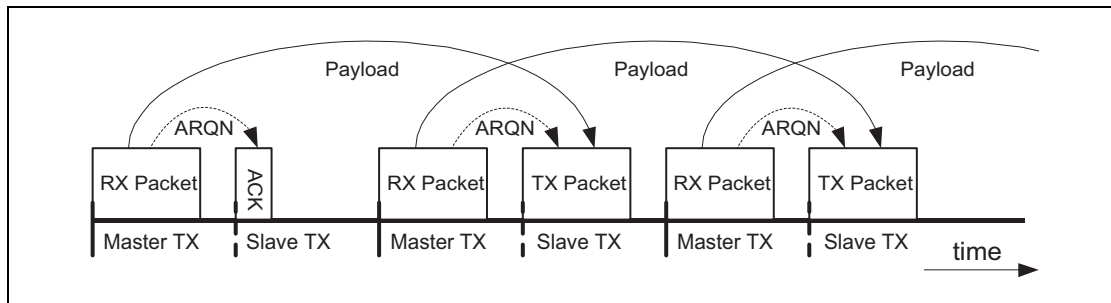 Payload Payload Payload
ARQN ARQN ARQN
RX Packet ACK RX Packet TX Packet RX Packet TX Packet
Master TX Slave TX Master TX Slave TX Master TX Slave TX
time